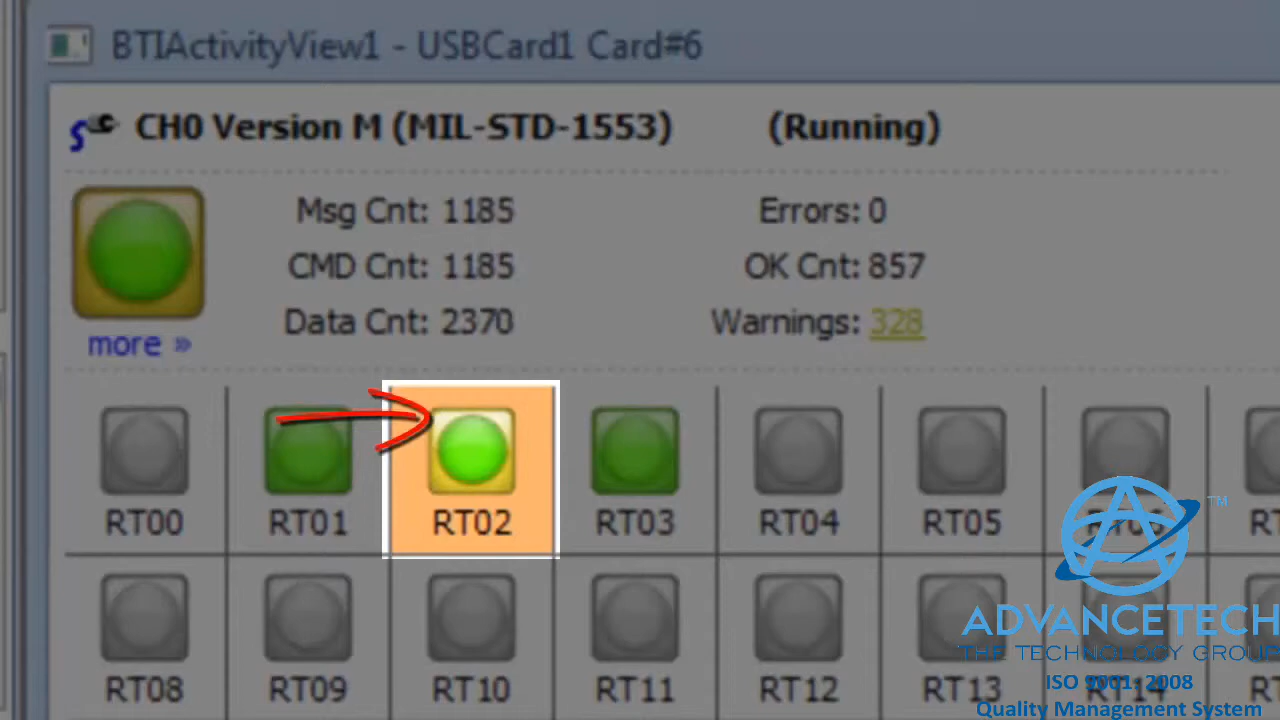 BTIActivityView1 - USBCard1 Card#6
CH0 Version M (MIL-STD-1553) (Running)
Msg Cnt: 1185 Errors: 0
CMD Cnt: 1185 OK Cnt: 857
Data Cnt: 2370 Warnings: 328
more »
RT00 RT01 RT02 RT03 RT04 RT05
RT08 RT09 RT10 RT11 RT12 RT13 RT14
TM
ADVANCETECH
THE TECHNOLOGY GROUP
ISO 9001: 2008
Quality Management System